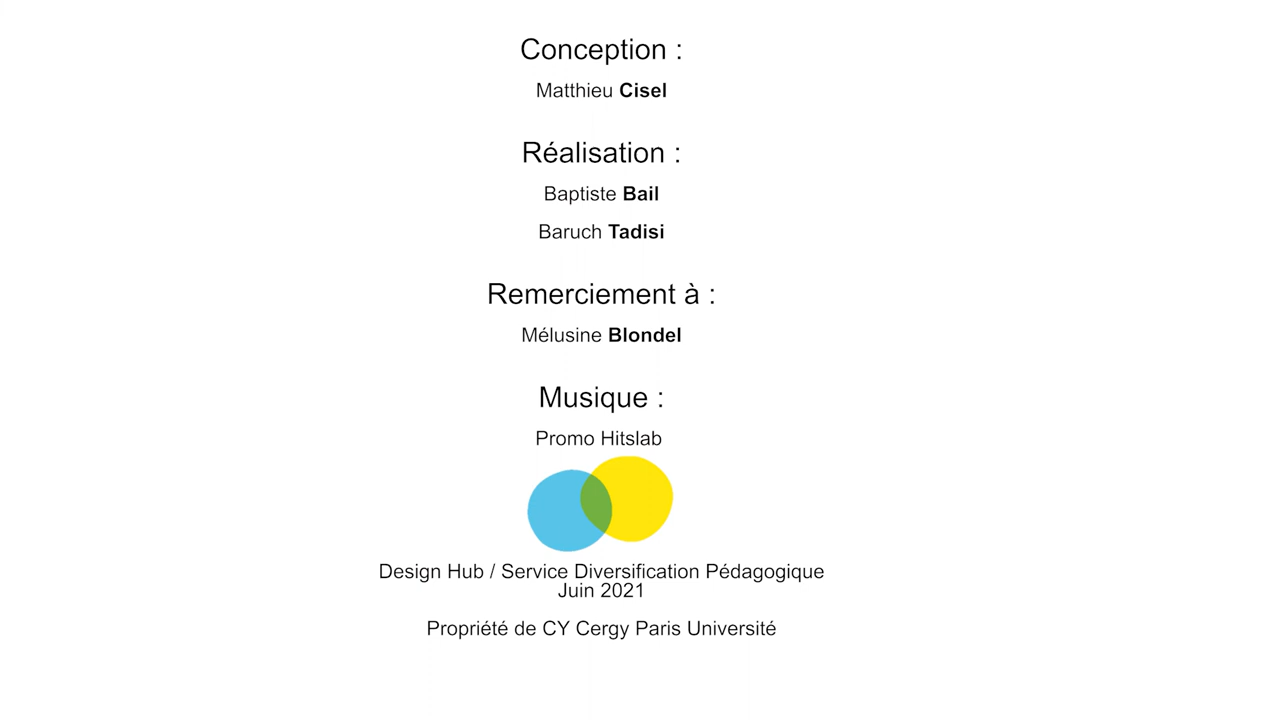 Conception :
Matthieu Cisel
Réalisation :
Baptiste Bail
Baruch Tadisi
Remerciement à :
Mélusine Blondel
Musique :
Promo Hitslab
Design Hub / Service Diversification Pédagogique
Juin 2021
Propriété de CY Cergy Paris Université